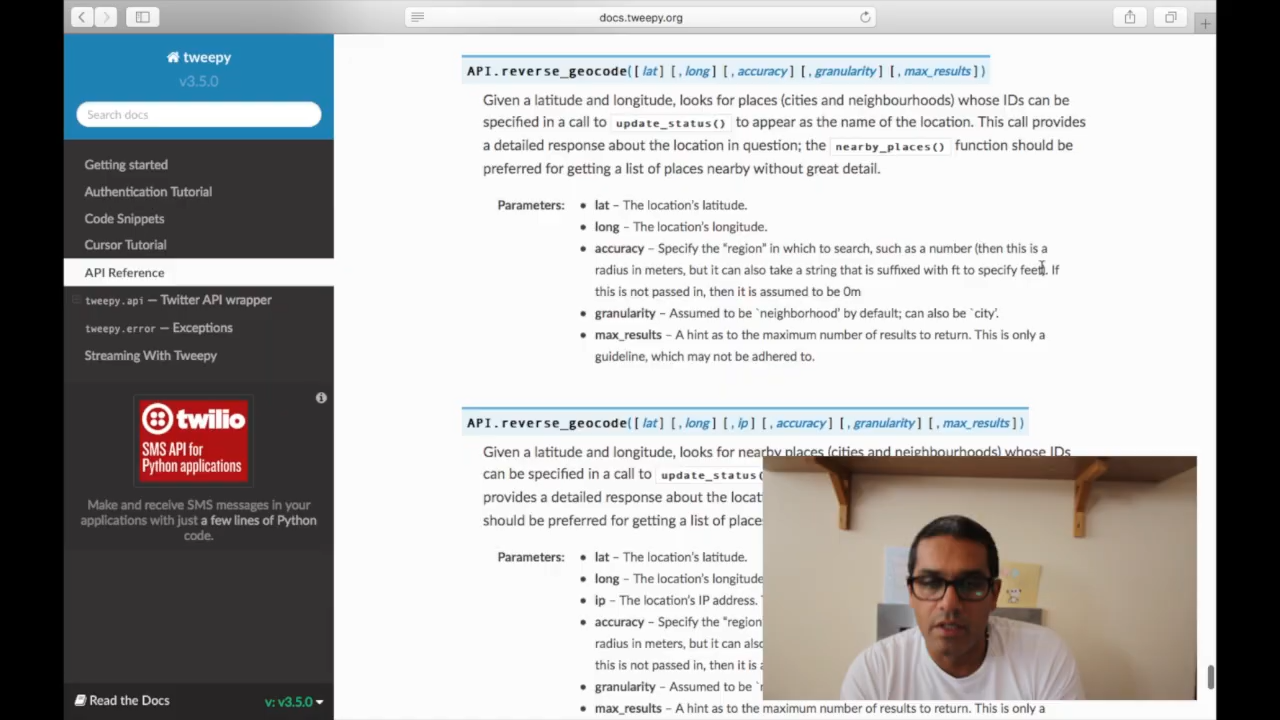 docs.tweepy.org
tweepy
v3.5.0
Search docs
Getting started
Authentication Tutorial
Code Snippets
Cursor Tutorial
API Reference
tweepy.api — Twitter API wrapper
tweepy.error — Exceptions
Streaming With Tweepy
twilio
SMS API for
Python applications
Make and receive SMS messages in your
applications with just a few lines of Python
code.
Read the Docs
v: v3.5.0
API.reverse_geocode([lat][, long][, accuracy][, granularity][, max_results])
Given a latitude and longitude, looks for places (cities and neighbourhoods) whose IDs can be
specified in a call to update_status() to appear as the name of the location. This call provides
a detailed response about the location in question; the nearby_places() function should be
preferred for getting a list of places nearby without great detail.
Parameters: • lat – The location's latitude.
• long – The location's longitude.
• accuracy – Specify the "region" in which to search, such as a number (then this is a
radius in meters, but it can also take a string that is suffixed with ft to specify feet). If
this is not passed in, then it is assumed to be 0m
• granularity – Assumed to be `neighborhood' by default; can also be `city'.
• max_results – A hint as to the maximum number of results to return. This is only a
guideline, which may not be adhered to.
API.reverse_geocode([lat][, long][, ip][, accuracy][, granularity][, max_results])
Given a latitude and longitude, looks for nearby places (cities and neighbourhoods) whose IDs
can be specified in a call to update_status(
provides a detailed response about the locat
should be preferred for getting a list of place
Parameters: • lat – The location's latitude.
• long – The location's longitude
• ip – The location's IP address.
• accuracy – Specify the "region
radius in meters, but it can also
this is not passed in, then it is a
• granularity – Assumed to be `
• max_results – A hint as to the maximum number of results to return. This is only a